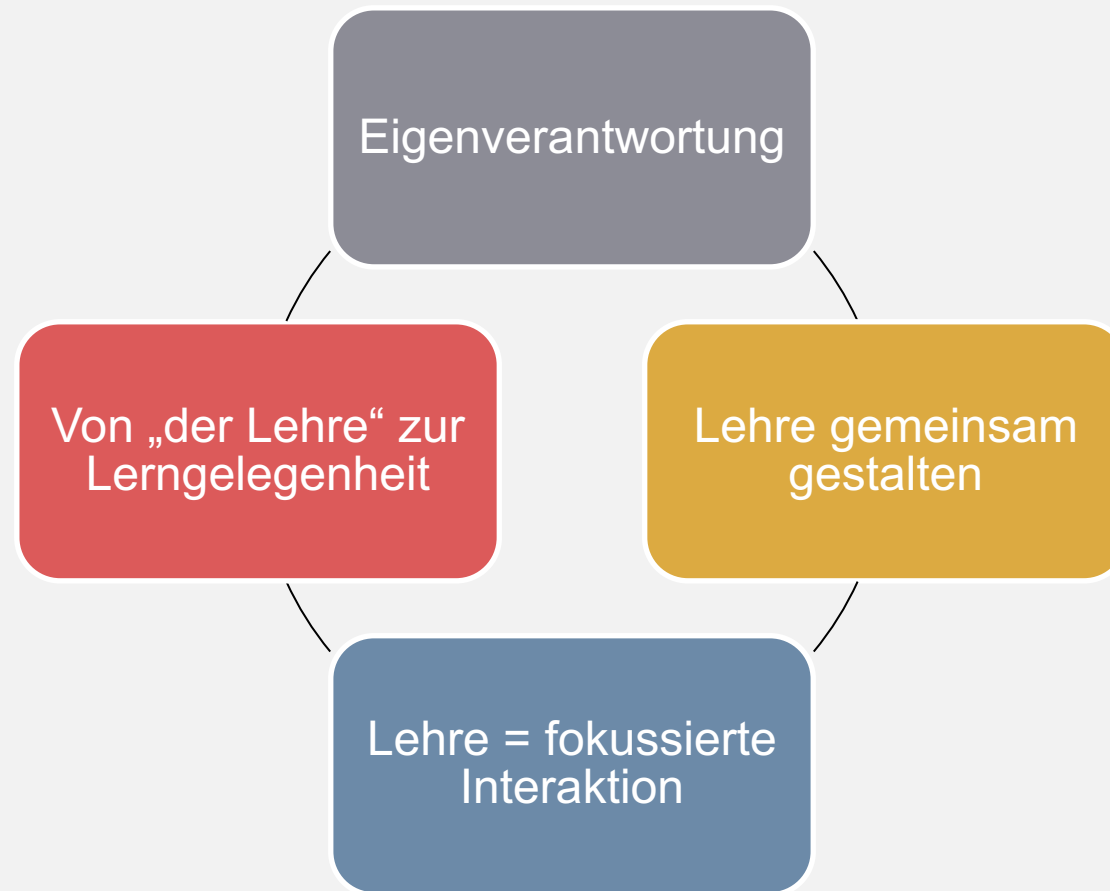 Eigenverantwortung
Von „der Lehre“ zur
Lerngelegenheit
Lehre gemeinsam
gestalten
Lehre = fokussierte
Interaktion